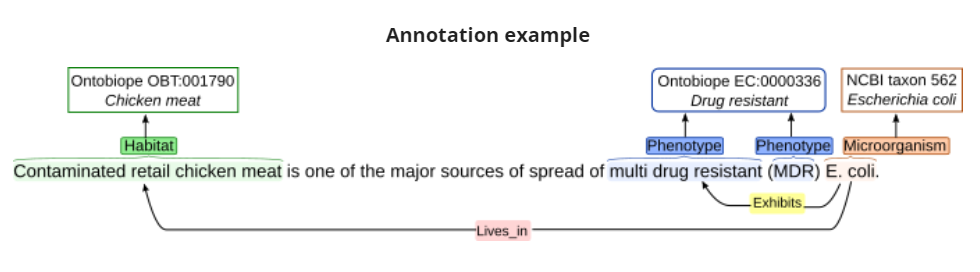 Annotation example
Ontobiope OBT:001790
Chicken meat
Ontobiope EC:0000336
Drug resistant
NCBI taxon 562
Escherichia coli
Habitat
Phenotype
Phenotype
Microorganism
Contaminated retail chicken meat is one of the major sources of spread of multi drug resistant (MDR) E. coli.
Exhibits
Lives_in